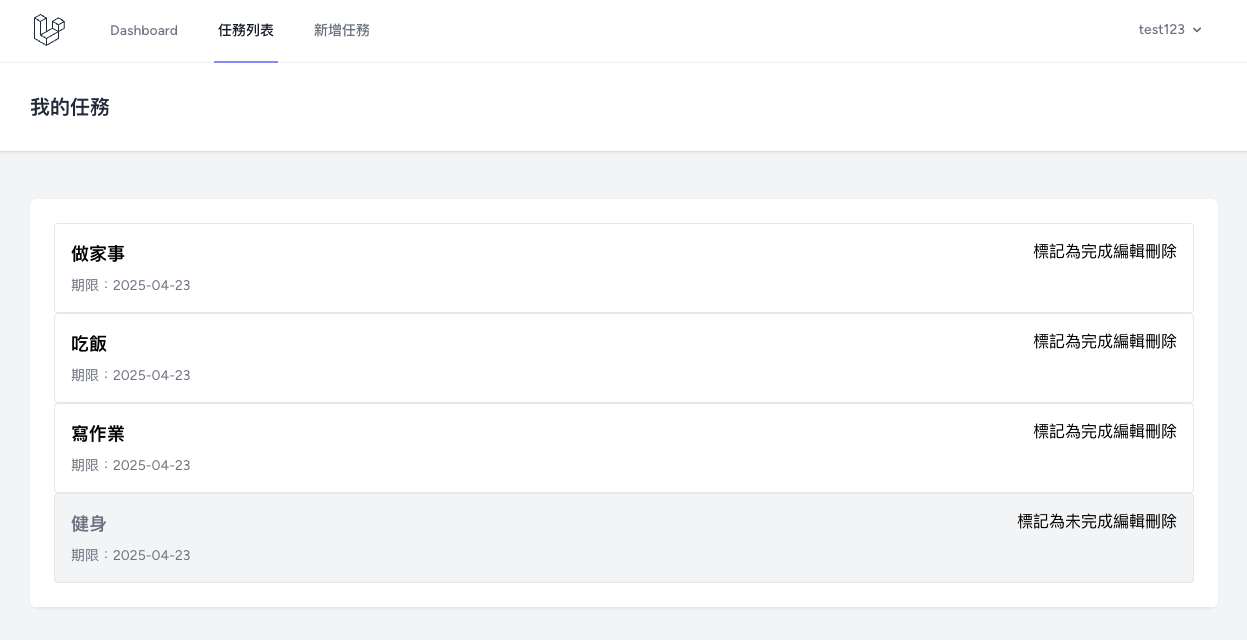 Dashboard 任務列表 新增任務 test123
我的任務
做家事 標記為完成編輯刪除
期限：2025-04-23
吃飯 標記為完成編輯刪除
期限：2025-04-23
寫作業 標記為完成編輯刪除
期限：2025-04-23
健身 標記為未完成編輯刪除
期限：2025-04-23